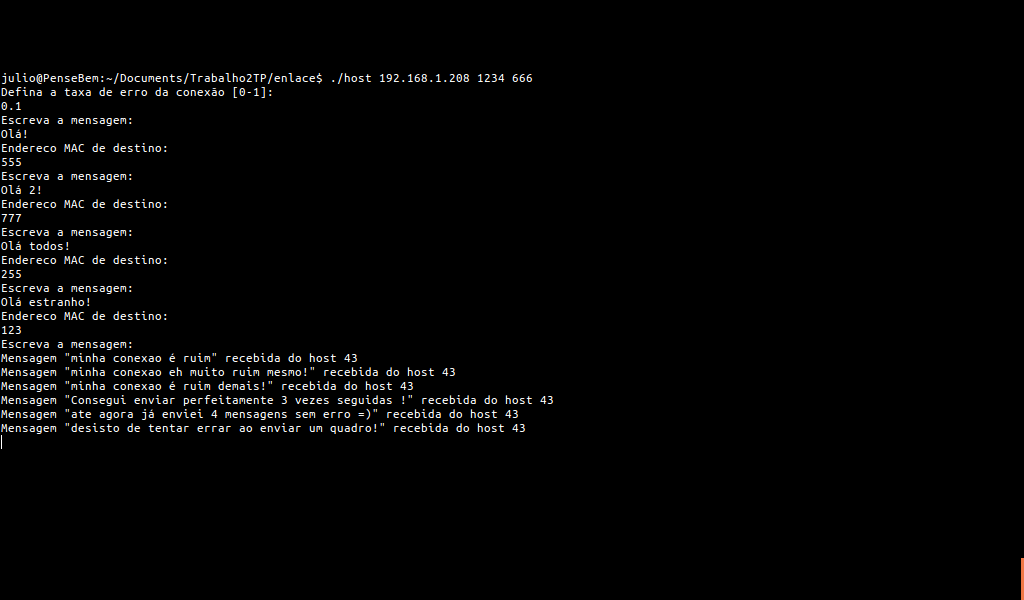 julio@PenseBem:~/Documents/Trabalho2TP/enlace$ ./host 192.168.1.208 1234 666
Defina a taxa de erro da conexão [0-1]:
0.1
Escreva a mensagem:
Olá!
Endereco MAC de destino:
555
Escreva a mensagem:
Olá 2!
Endereco MAC de destino:
777
Escreva a mensagem:
Olá todos!
Endereco MAC de destino:
255
Escreva a mensagem:
Olá estranho!
Endereco MAC de destino:
123
Escreva a mensagem:
Mensagem "minha conexao é ruim" recebida do host 43
Mensagem "minha conexao eh muito ruim mesmo!" recebida do host 43
Mensagem "minha conexao é ruim demais!" recebida do host 43
Mensagem "Consegui enviar perfeitamente 3 vezes seguidas !" recebida do host 43
Mensagem "ate agora já enviei 4 mensagens sem erro =)" recebida do host 43
Mensagem "desisto de tentar errar ao enviar um quadro!" recebida do host 43